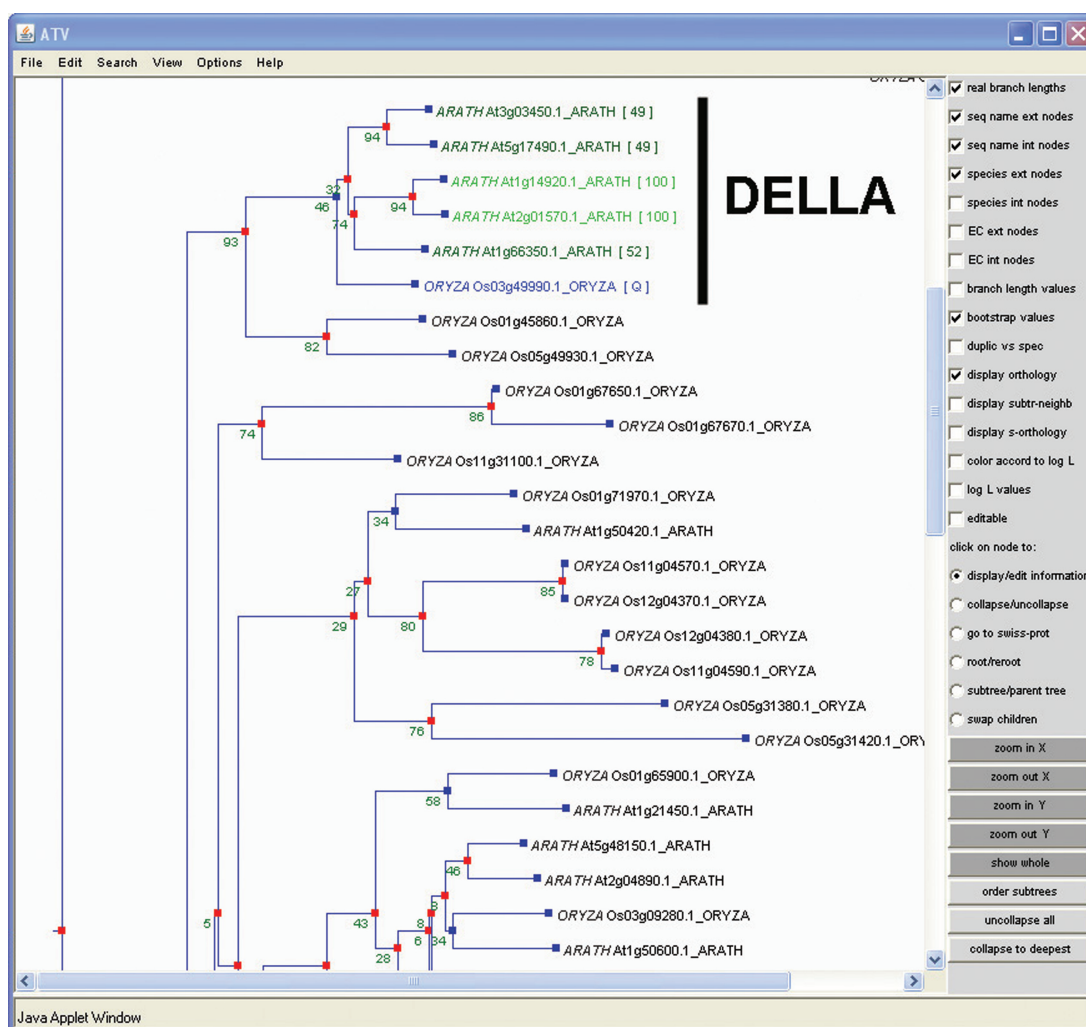 ATV
File Edit Search View Options Help
ARATH At3g03450.1_ARATH [ 49 ]
94
ARATH At5g17490.1_ARATH [ 49 ]
ARATH At1g14920.1_ARATH [ 100 ]
32
46
94
74
ARATH At2g01570.1_ARATH [ 100 ]
DELLA
93
ARATH At1g66350.1_ARATH [ 52 ]
ORYZA Os03g49990.1_ORYZA [ Q ]
ORYZA Os01g45860.1_ORYZA
82
ORYZA Os05g49930.1_ORYZA
ORYZA Os01g67650.1_ORYZA
86
ORYZA Os01g67670.1_ORYZA
74
ORYZA Os11g31100.1_ORYZA
ORYZA Os01g71970.1_ORYZA
34
ARATH At1g50420.1_ARATH
ORYZA Os11g04570.1_ORYZA
27
85
ORYZA Os12g04370.1_ORYZA
29
80
ORYZA Os12g04380.1_ORYZA
78
ORYZA Os11g04590.1_ORYZA
ORYZA Os05g31380.1_ORYZA
76
ORYZA Os05g31420.1_ORY
ORYZA Os01g65900.1_ORYZA
58
ARATH At1g21450.1_ARATH
ARATH At5g48150.1_ARATH
46
ARATH At2g04890.1_ARATH
8
ORYZA Os03g09280.1_ORYZA
5
43
8
6
34
ARATH At1g50600.1_ARATH
28
real branch lengths
seq name ext nodes
seq name int nodes
species ext nodes
species int nodes
EC ext nodes
EC int nodes
branch length values
bootstrap values
duplic vs spec
display orthology
display subtr-neighb
display s-orthology
color accord to log L
log L values
editable
click on node to:
display/edit information
collapse/uncollapse
go to swiss-prot
root/reroot
subtree/parent tree
swap children
zoom in X
zoom out X
zoom in Y
zoom out Y
show whole
order subtrees
uncollapse all
collapse to deepest
Java Applet Window